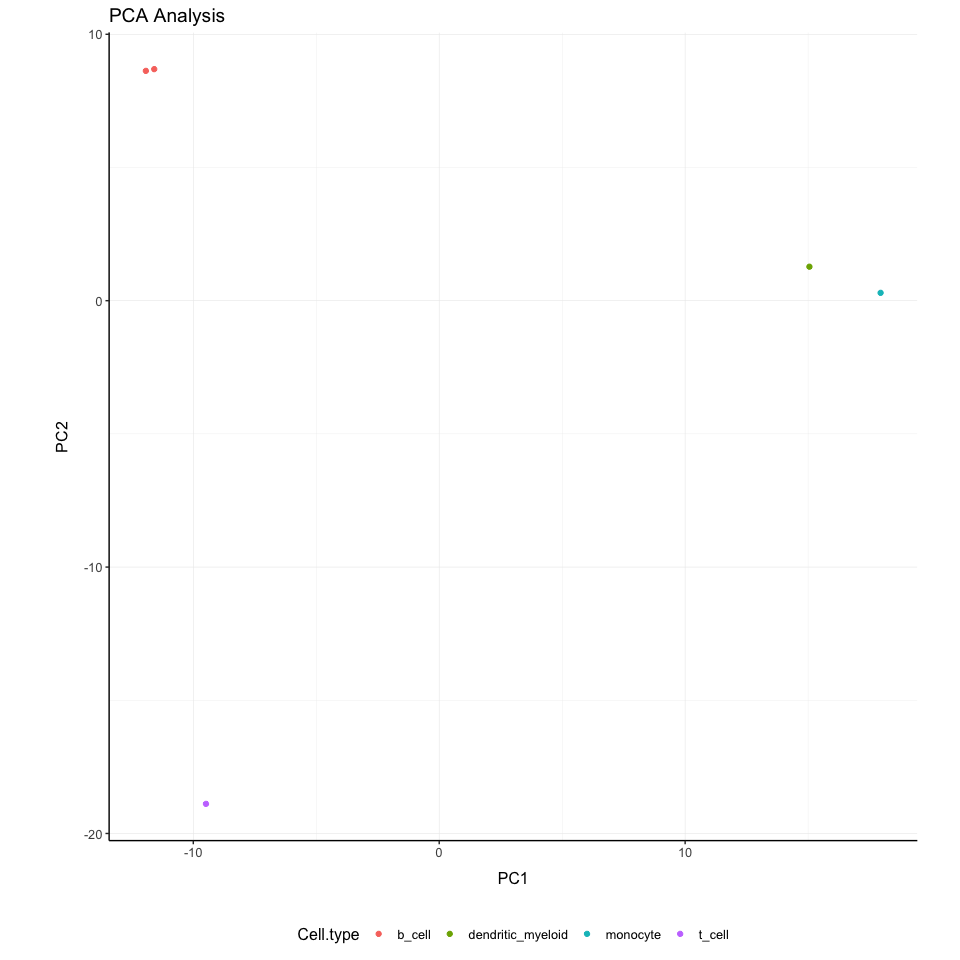 PCA Analysis
10
0
-10
-20
PC2
-10 0 10
PC1
Cell.type b_cell dendritic_myeloid monocyte t_cell